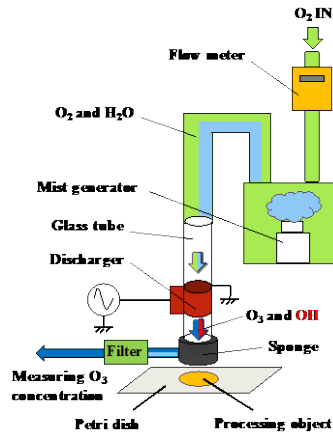 O2 IN
Flow meter
O2 and H2O
Mist generator
Glass tube
Discharger
O3 and OH
Filter
Sponge
Measuring O3
concentration
Petri dish
Processing object